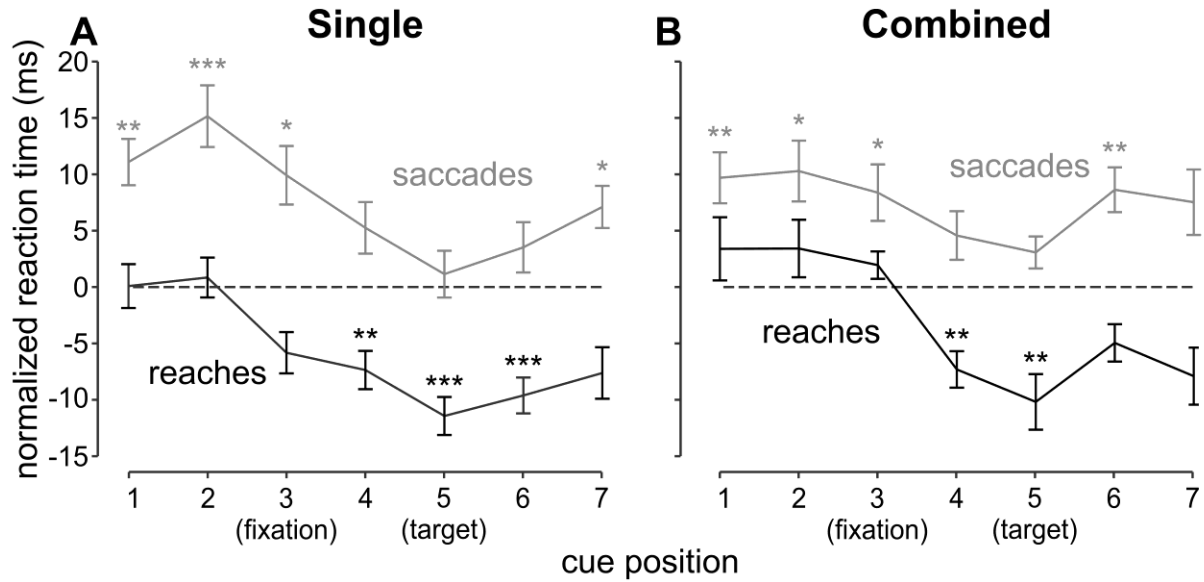 A
Single
B
Combined
normalized reaction time (ms)
20
15
10
5
0
-5
-10
-15
**
***
*
*
saccades
**
***
***
reaches
**
*
*
**
saccades
**
**
reaches
1 2 3 4 5 6 7
(fixation) (target)
1 2 3 4 5 6 7
(fixation) (target)
cue position